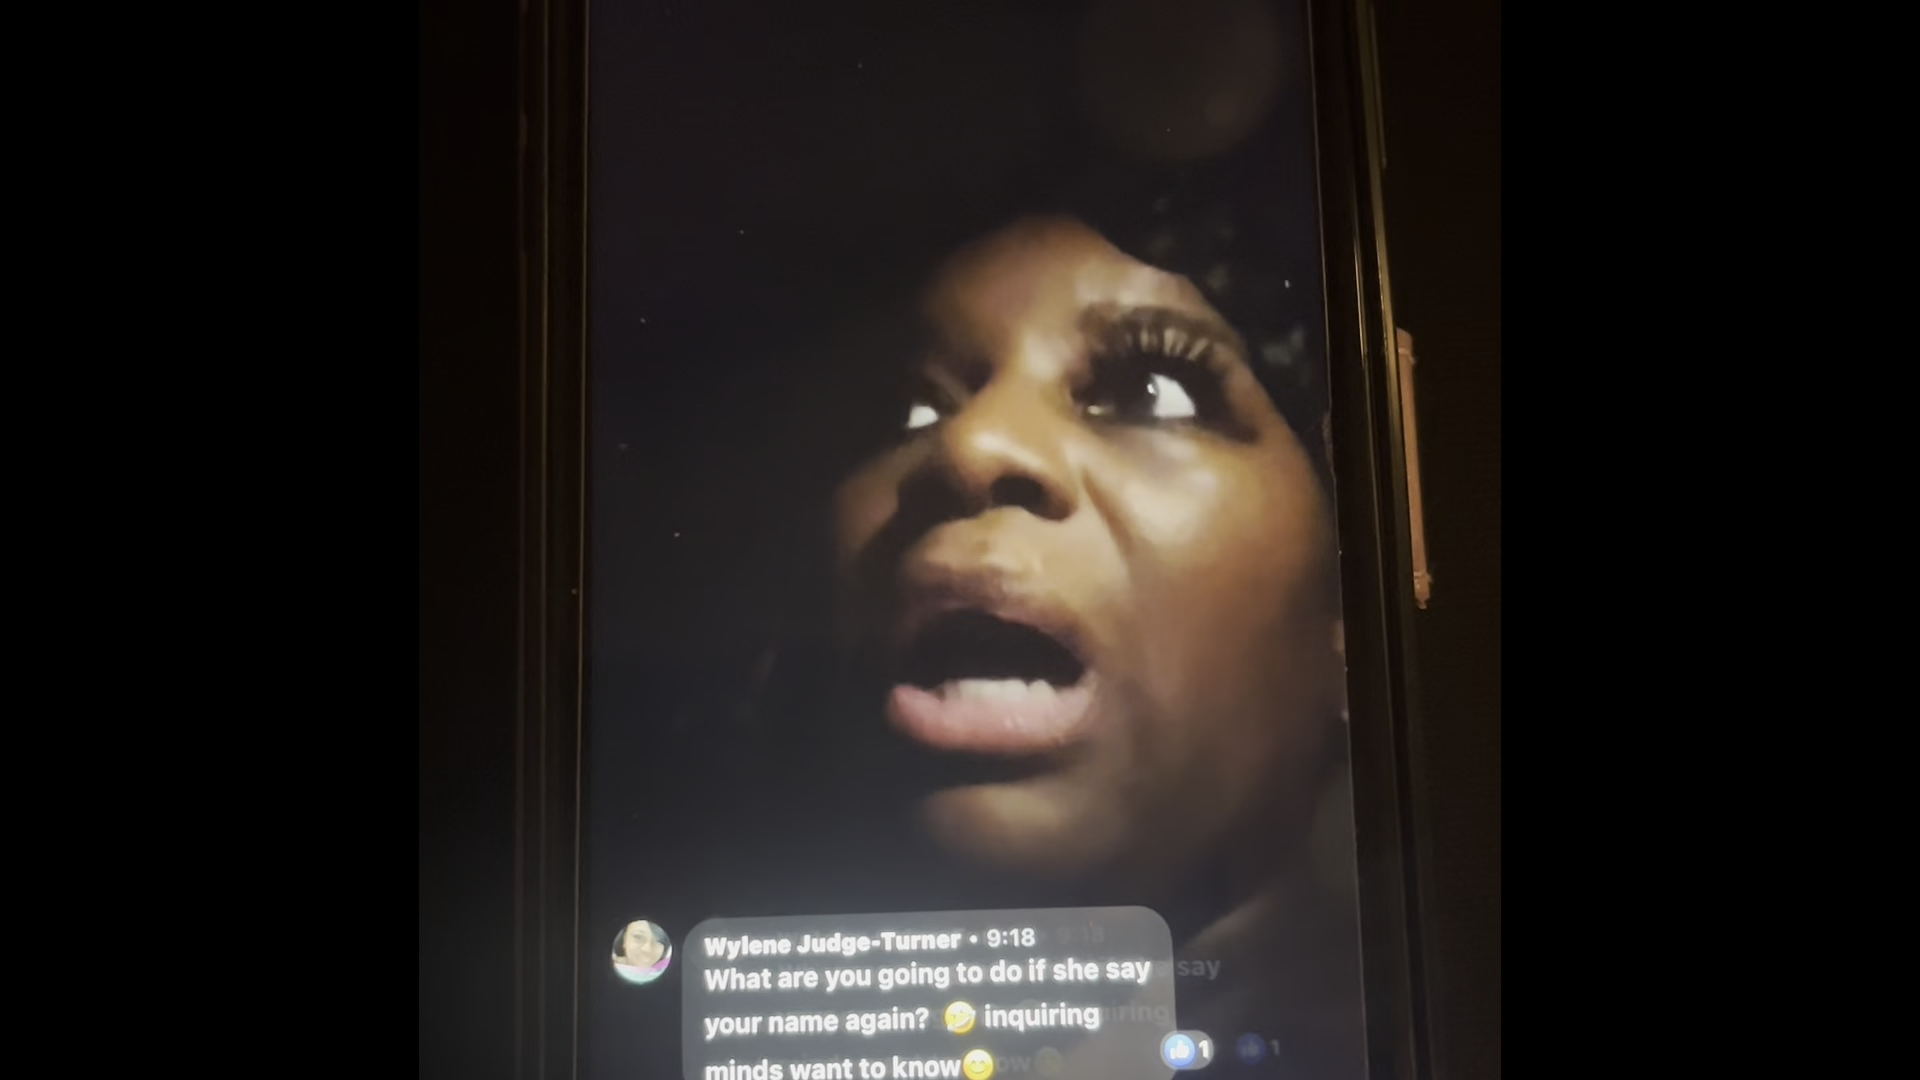 Wylene Judge-Turner • 9:18
What are you going to do if she say
your name again? 🤣 inquiring
minds want to know😊
1